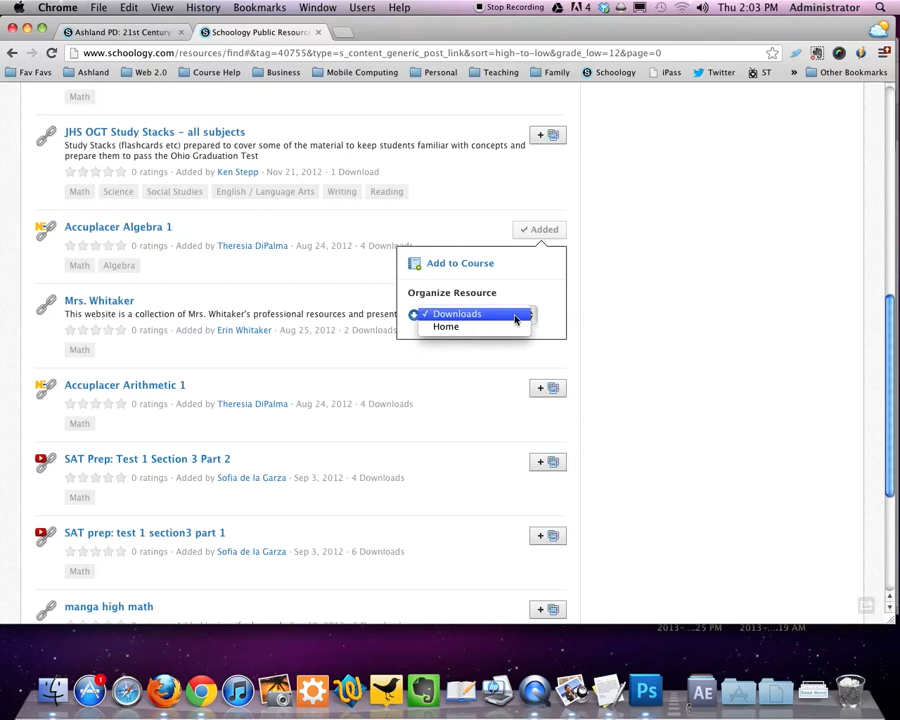 Chrome File Edit View History Bookmarks Window Users Help Stop Recording 4 Thu 2:03 PM Administrator
Ashland PD: 21st Century Schoology Public Resource
www.schoology.com/resources/find#&tag=40755&type=s_content_generic_post_link&sort=high-to-low&grade_low=12&page=0
Fav Favs Ashland Web 2.0 Course Help Business Mobile Computing Personal Teaching Family Schoology iPass Twitter ST » Other Bookmarks
Math
JHS OGT Study Stacks - all subjects
Study Stacks (flashcards etc) prepared to cover some of the material to keep students familiar with concepts and
prepare them to pass the Ohio Graduation Test
0 ratings · Added by Ken Stepp · Nov 21, 2012 · 1 Download
Math Science Social Studies English / Language Arts Writing Reading
Accuplacer Algebra 1
✓ Added
0 ratings · Added by Theresia DiPalma · Aug 24, 2012 · 4 Downloads
Math Algebra
Add to Course
Organize Resource
✓ Downloads
Home
Mrs. Whitaker
This website is a collection of Mrs. Whitaker's professional resources and present
0 ratings · Added by Erin Whitaker · Aug 25, 2012 · 2 Downloads
Math
Accuplacer Arithmetic 1
0 ratings · Added by Theresia DiPalma · Aug 24, 2012 · 4 Downloads
Math
SAT Prep: Test 1 Section 3 Part 2
0 ratings · Added by Sofia de la Garza · Sep 3, 2012 · 4 Downloads
Math
SAT prep: test 1 section3 part 1
0 ratings · Added by Sofia de la Garza · Sep 3, 2012 · 6 Downloads
Math
manga high math
2013-...25 PM 2013-...19 AM
1 Ps AE